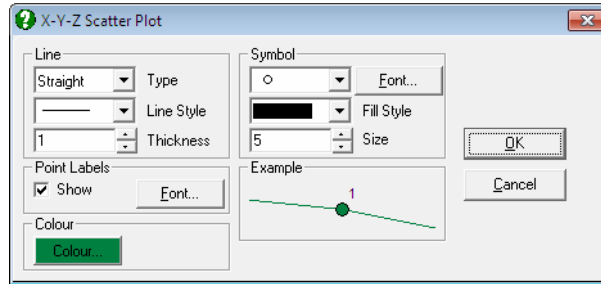 X-Y-Z Scatter Plot
Line
Straight Type
Line Style
1 Thickness
Symbol
Font...
Fill Style
5 Size
Point Labels
Show Font...
Example
1
Colour
Colour...
OK
Cancel